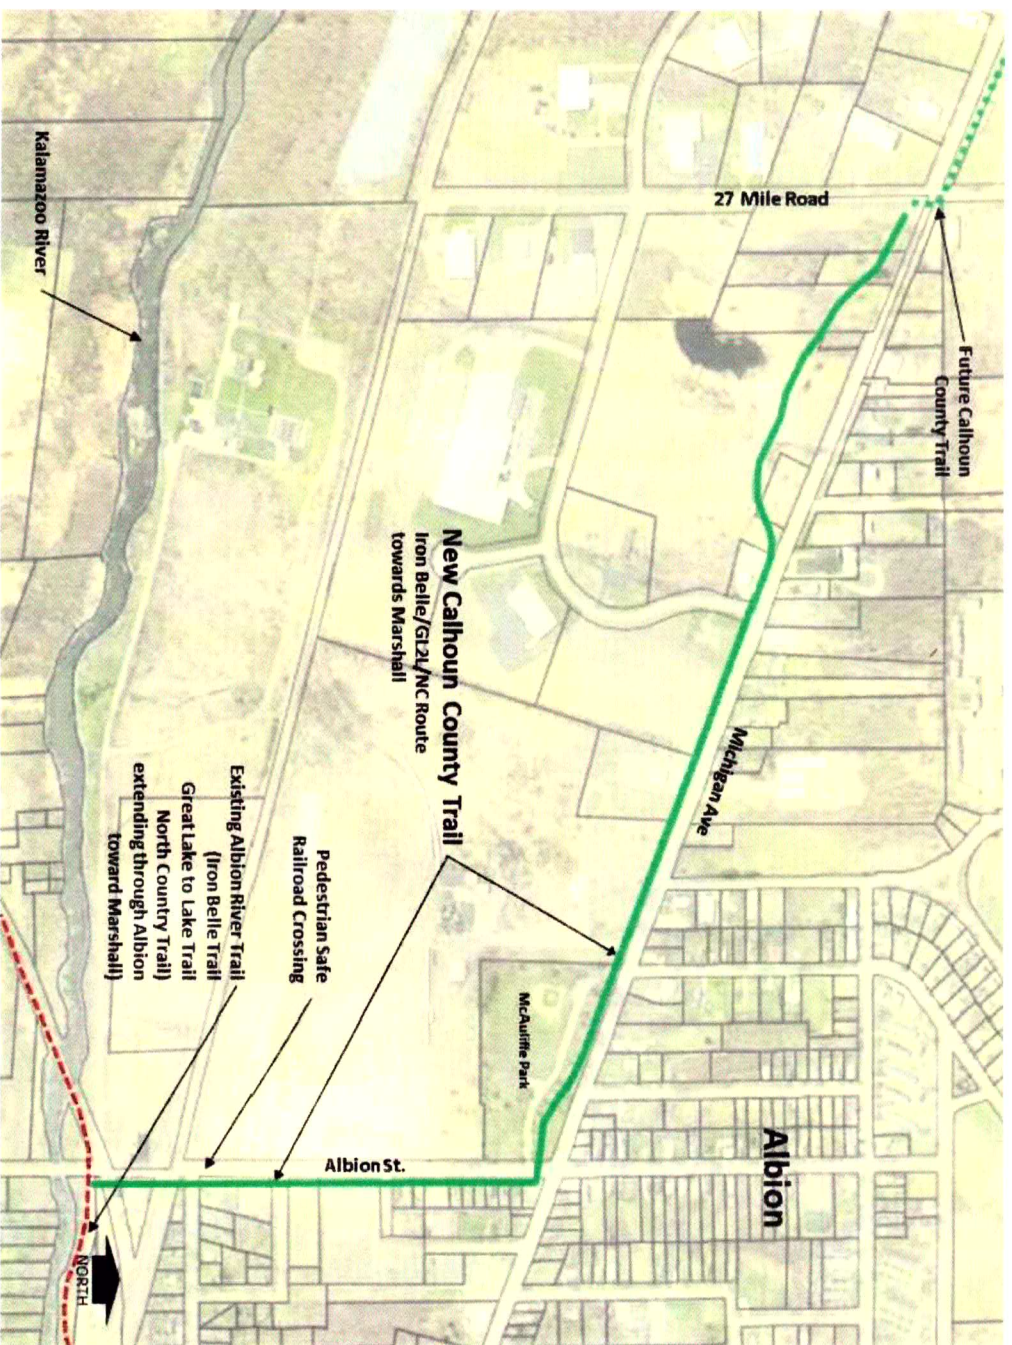 Future Calhoun
County Trail
27 Mile Road
Kalamazoo River
Michigan Ave
New Calhoun County Trail
Iron Belle/GL2L/NC Route
towards Marshall
Albion
McAuliffe Park
Pedestrian Safe
Railroad Crossing
Existing Albion River Trail
(Iron Belle Trail
Great Lake to Lake Trail
North Country Trail)
extending through Albion
toward Marshall)
Albion St.
NORTH